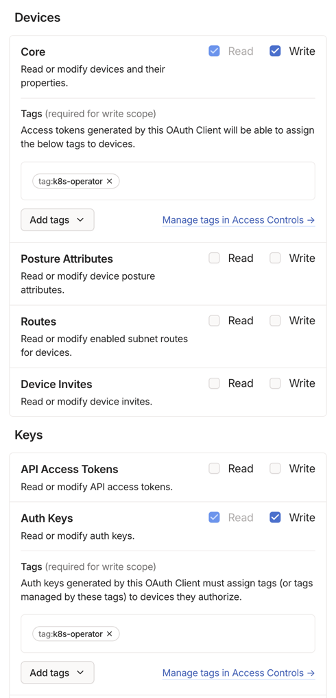 Devices
Core Read Write
Read or modify devices and their
properties.
Tags (required for write scope)
Access tokens generated by this OAuth Client will be able to assign
the below tags to devices.
tag:k8s-operator ×
Add tags
Manage tags in Access Controls →
Posture Attributes Read Write
Read or modify device posture
attributes.
Routes Read Write
Read or modify enabled subnet routes
for devices.
Device Invites Read Write
Read or modify device invites.
Keys
API Access Tokens Read Write
Read or modify API access tokens.
Auth Keys Read Write
Read or modify auth keys.
Tags (required for write scope)
Auth keys generated by this OAuth Client must assign tags (or tags
managed by these tags) to devices they authorize.
tag:k8s-operator ×
Add tags
Manage tags in Access Controls →